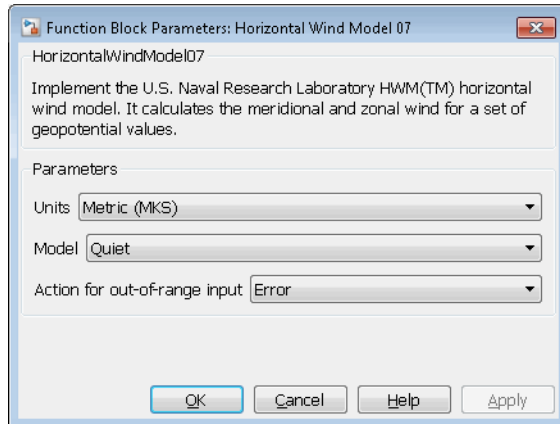 Function Block Parameters: Horizontal Wind Model 07
HorizontalWindModel07
Implement the U.S. Naval Research Laboratory HWM(TM) horizontal
wind model. It calculates the meridional and zonal wind for a set of
geopotential values.
Parameters
Units Metric (MKS)
Model Quiet
Action for out-of-range input Error
OK Cancel Help Apply